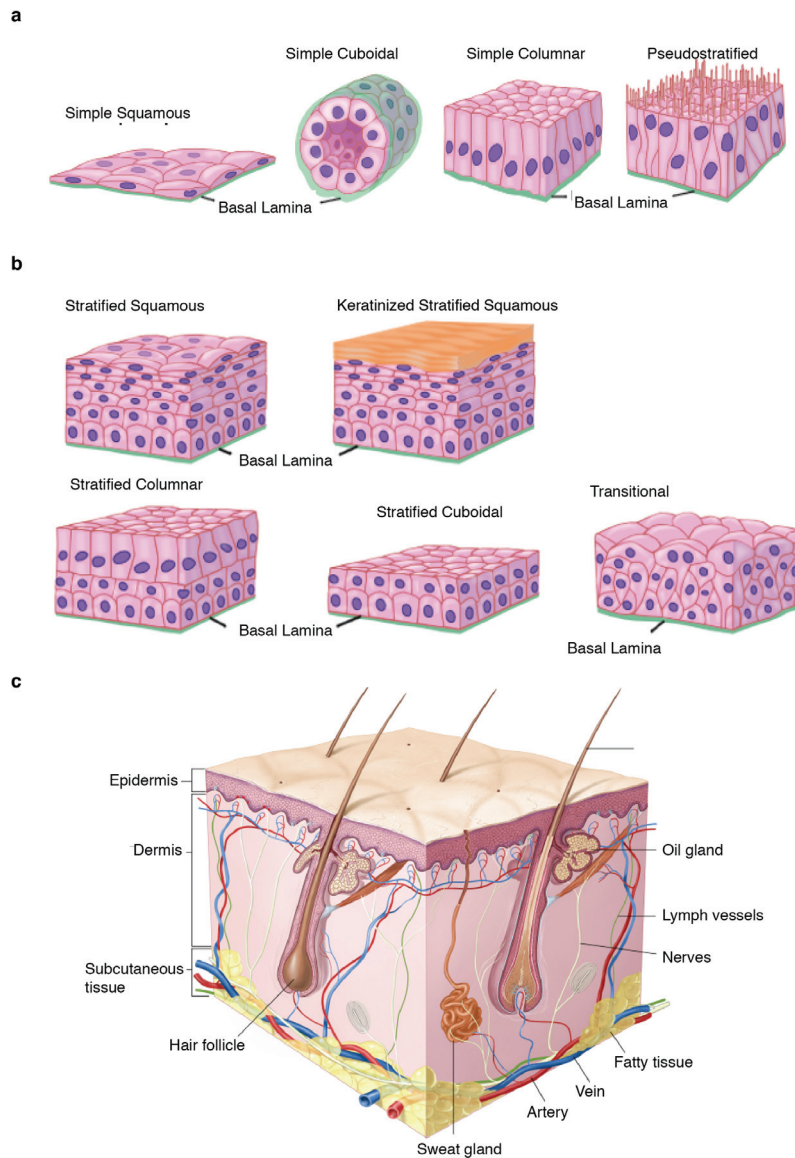 a
Simple Cuboidal
Simple Columnar
Pseudostratified
Simple Squamous
Basal Lamina
Basal Lamina
b
Stratified Squamous
Keratinized Stratified Squamous
Basal Lamina
Stratified Columnar
Stratified Cuboidal
Transitional
Basal Lamina
Basal Lamina
c
Epidermis
Dermis
Oil gland
Lymph vessels
Nerves
Subcutaneous
tissue
Hair follicle
Fatty tissue
Vein
Artery
Sweat gland